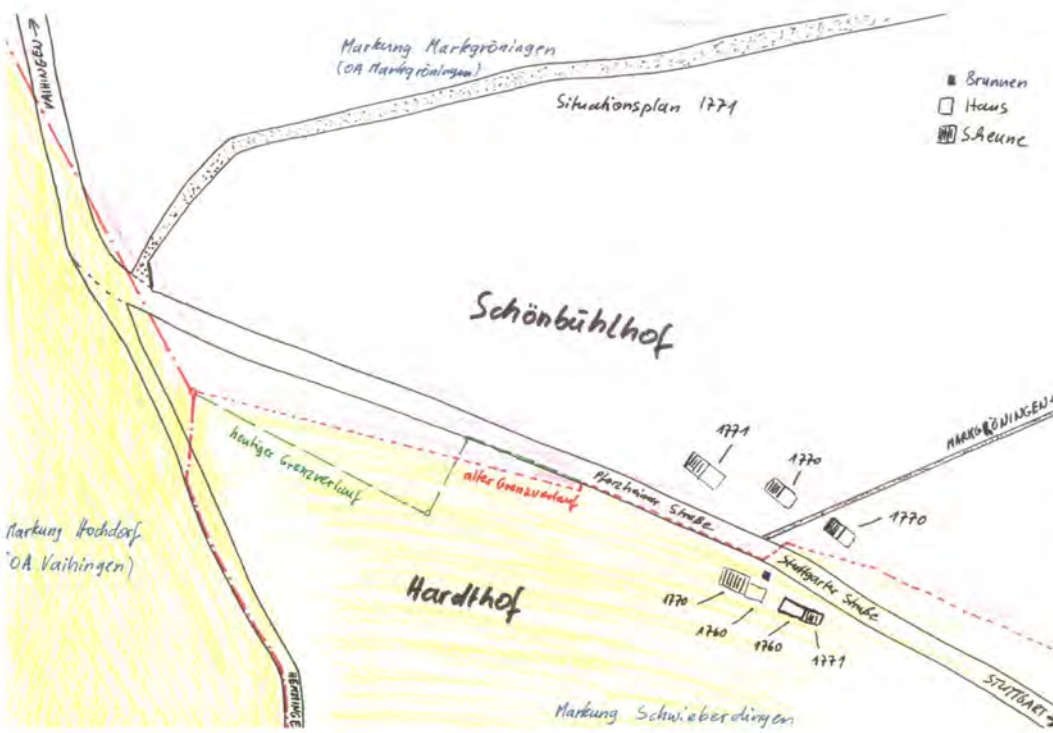 VAIHINGEN →
Markung Markgröningen
(OA Markgröningen)
Situationsplan 1771
Brunnen
Haus
Scheune
Schönbühlhof
MARKGRÖNINGEN
1771
1770
1770
heutiger Grenzverlauf
alter Grenzverlauf
Pforzheimer Straße
Stuttgarter Straße
Markung Hochdorf
OA Vaihingen)
Hardthof
1770
1760
1760
1771
STUTTGART →
Markung Schwieberdingen